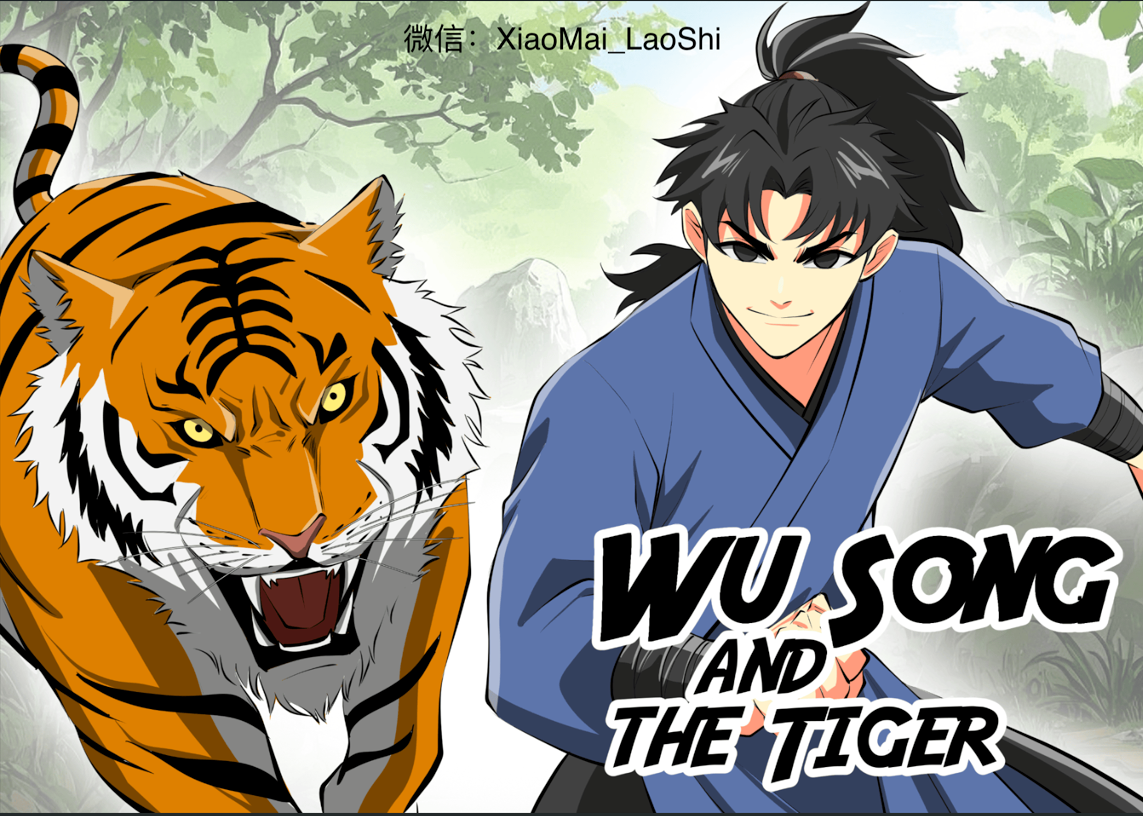 微信：XiaoMai_LaoShi
WU SONG
AND
THE TIGER